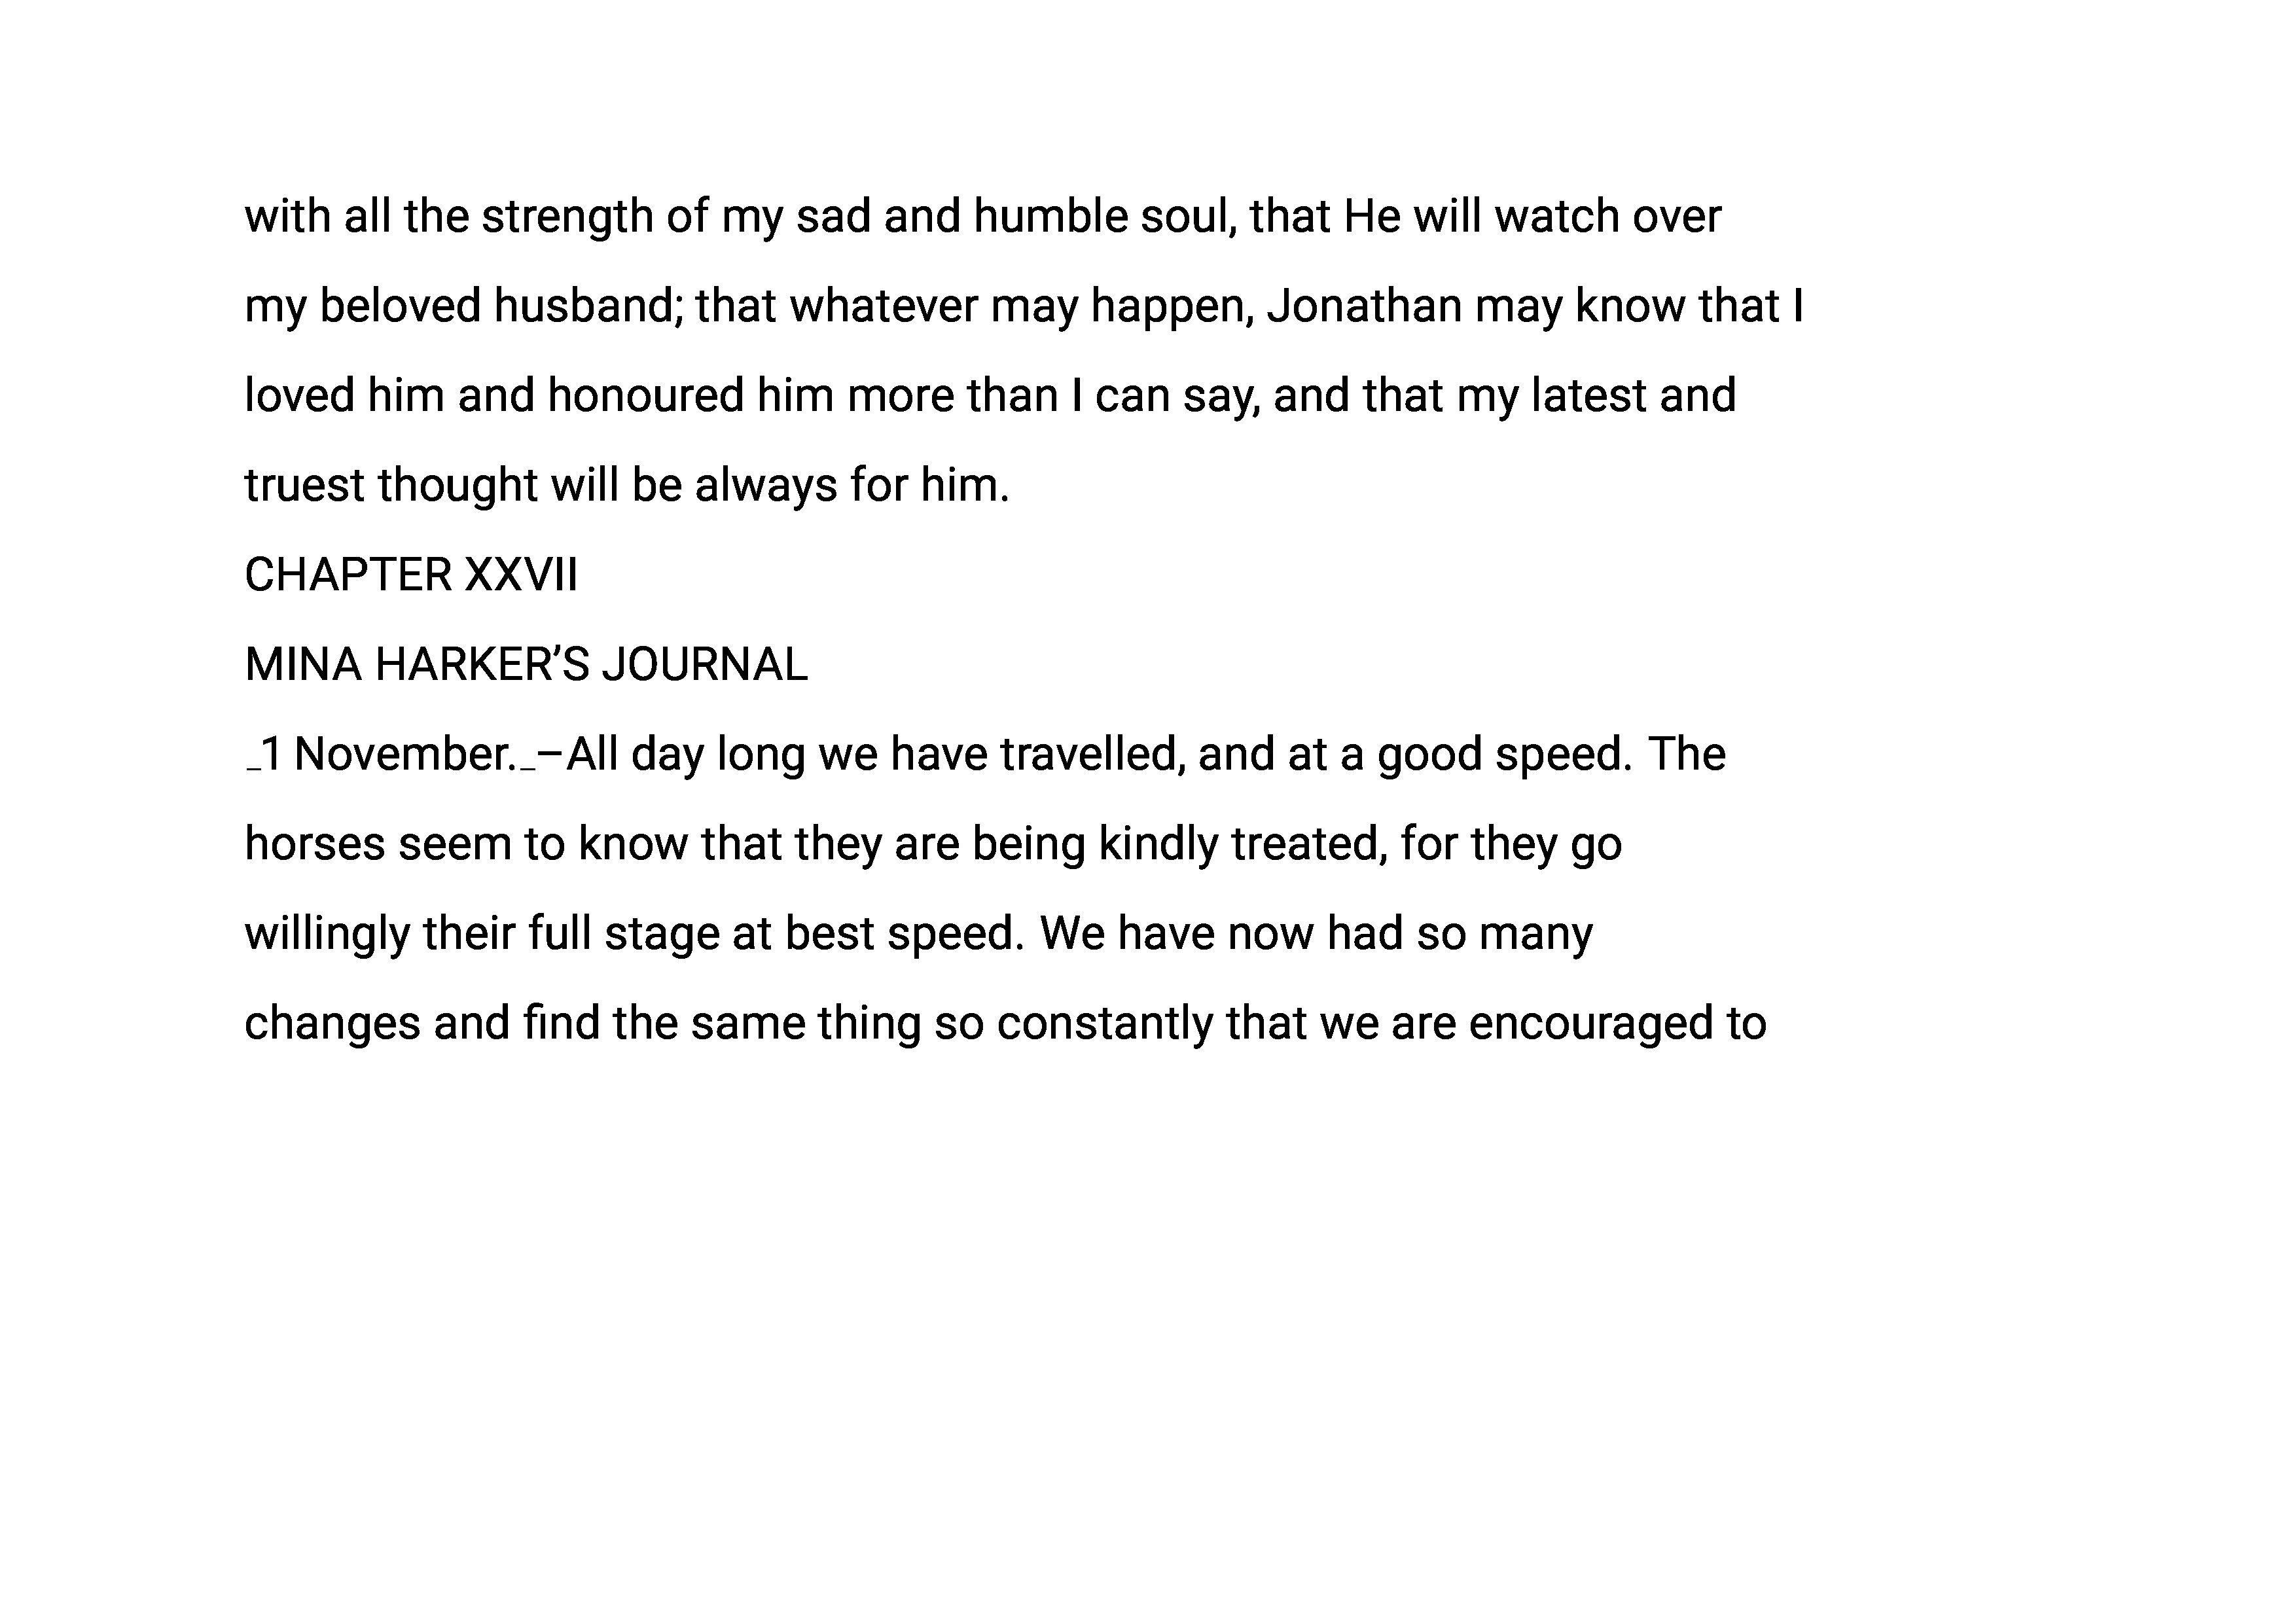 with all the strength of my sad and humble soul, that He will watch over
my beloved husband; that whatever may happen, Jonathan may know that I
loved him and honoured him more than I can say, and that my latest and
truest thought will be always for him.
CHAPTER XXVII
MINA HARKER’S JOURNAL
_1 November._–All day long we have travelled, and at a good speed. The
horses seem to know that they are being kindly treated, for they go
willingly their full stage at best speed. We have now had so many
changes and find the same thing so constantly that we are encouraged to